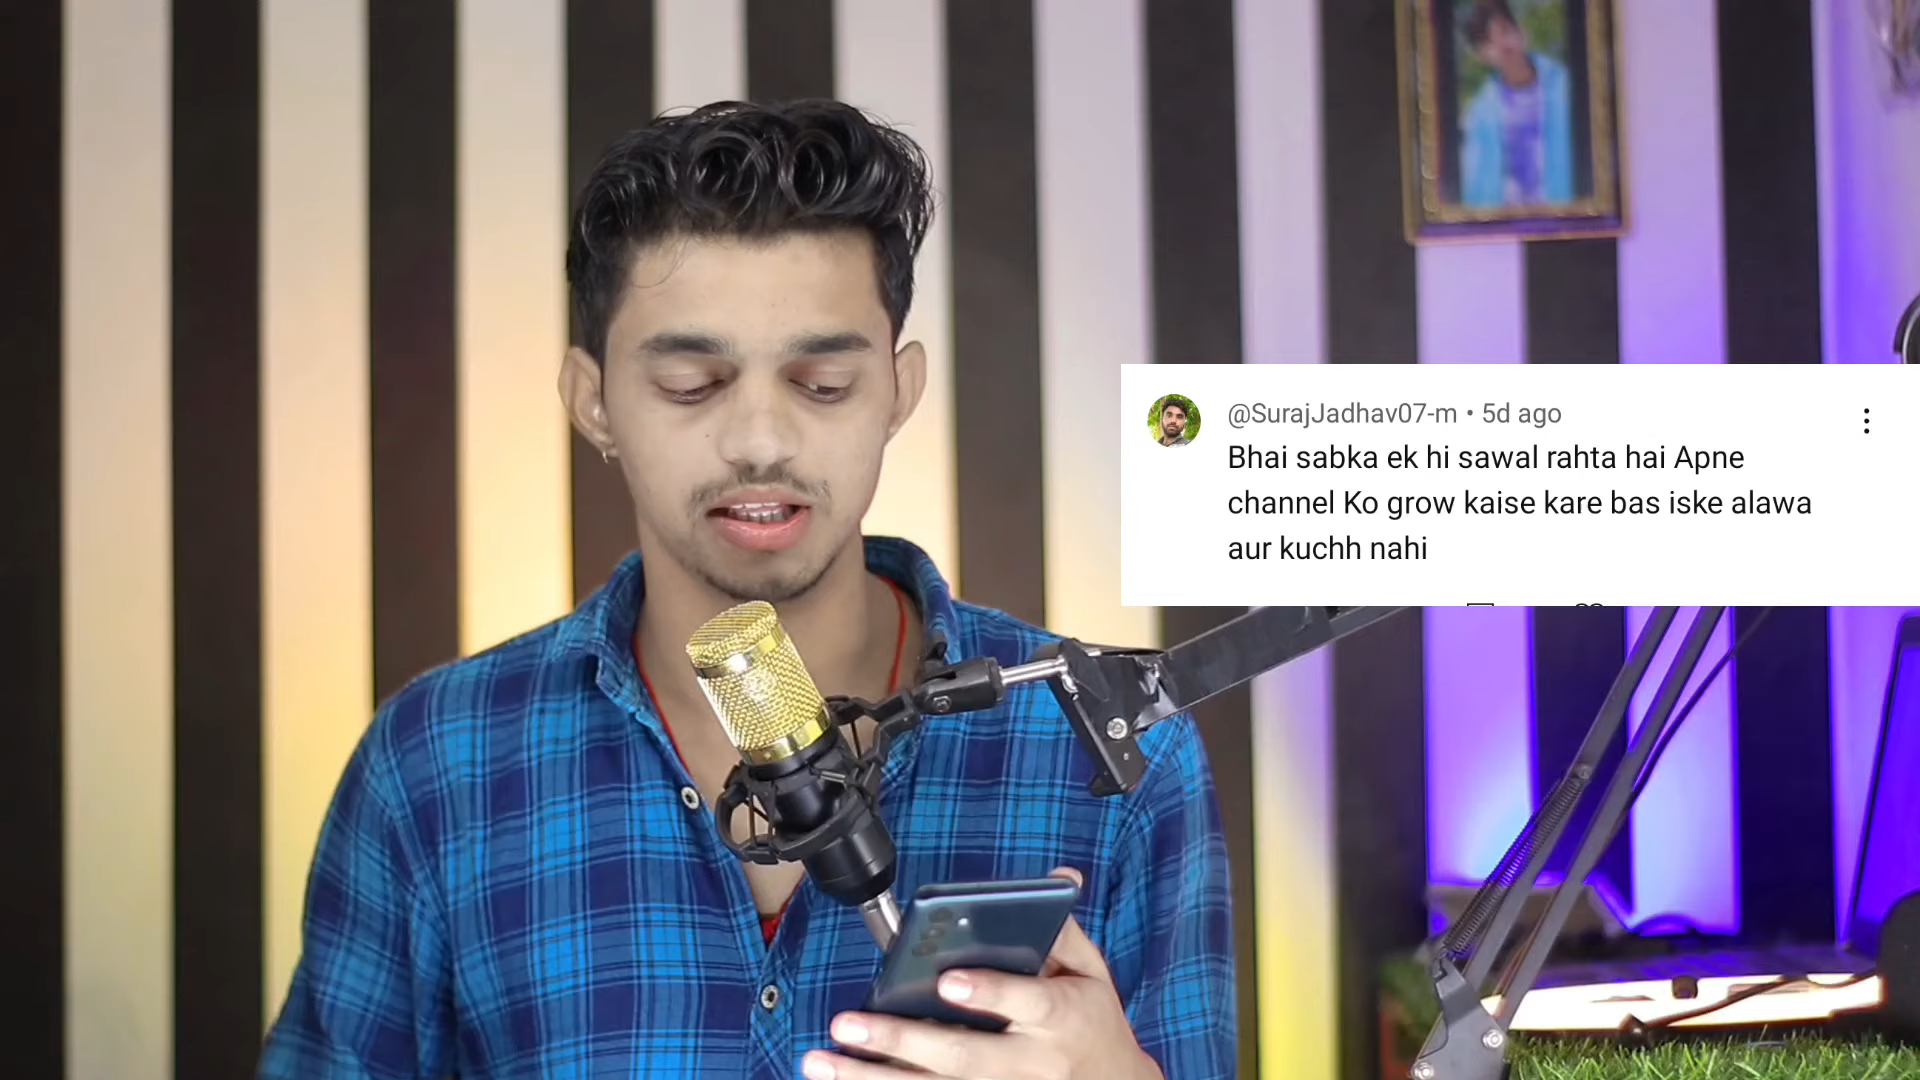 @SurajJadhav07-m • 5d ago
Bhai sabka ek hi sawal rahta hai Apne
channel Ko grow kaise kare bas iske alawa
aur kuchh nahi